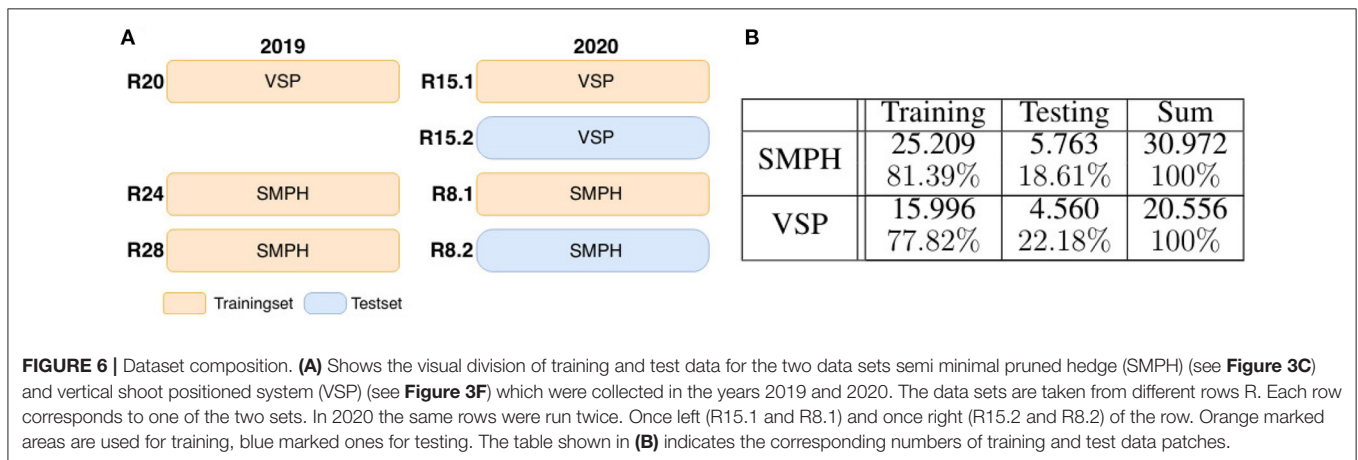 A
2019
2020
R20
VSP
R15.1
VSP
R15.2
VSP
R24
SMPH
R8.1
SMPH
R28
SMPH
R8.2
SMPH
Trainingset
Testset
B
Training Testing Sum
SMPH
25.209 5.763 30.972
81.39% 18.61% 100%
VSP
15.996 4.560 20.556
77.82% 22.18% 100%
FIGURE 6 | Dataset composition. (A) Shows the visual division of training and test data for the two data sets semi minimal pruned hedge (SMPH) (see Figure 3C)
and vertical shoot positioned system (VSP) (see Figure 3F) which were collected in the years 2019 and 2020. The data sets are taken from different rows R. Each row
corresponds to one of the two sets. In 2020 the same rows were run twice. Once left (R15.1 and R8.1) and once right (R15.2 and R8.2) of the row. Orange marked
areas are used for training, blue marked ones for testing. The table shown in (B) indicates the corresponding numbers of training and test data patches.